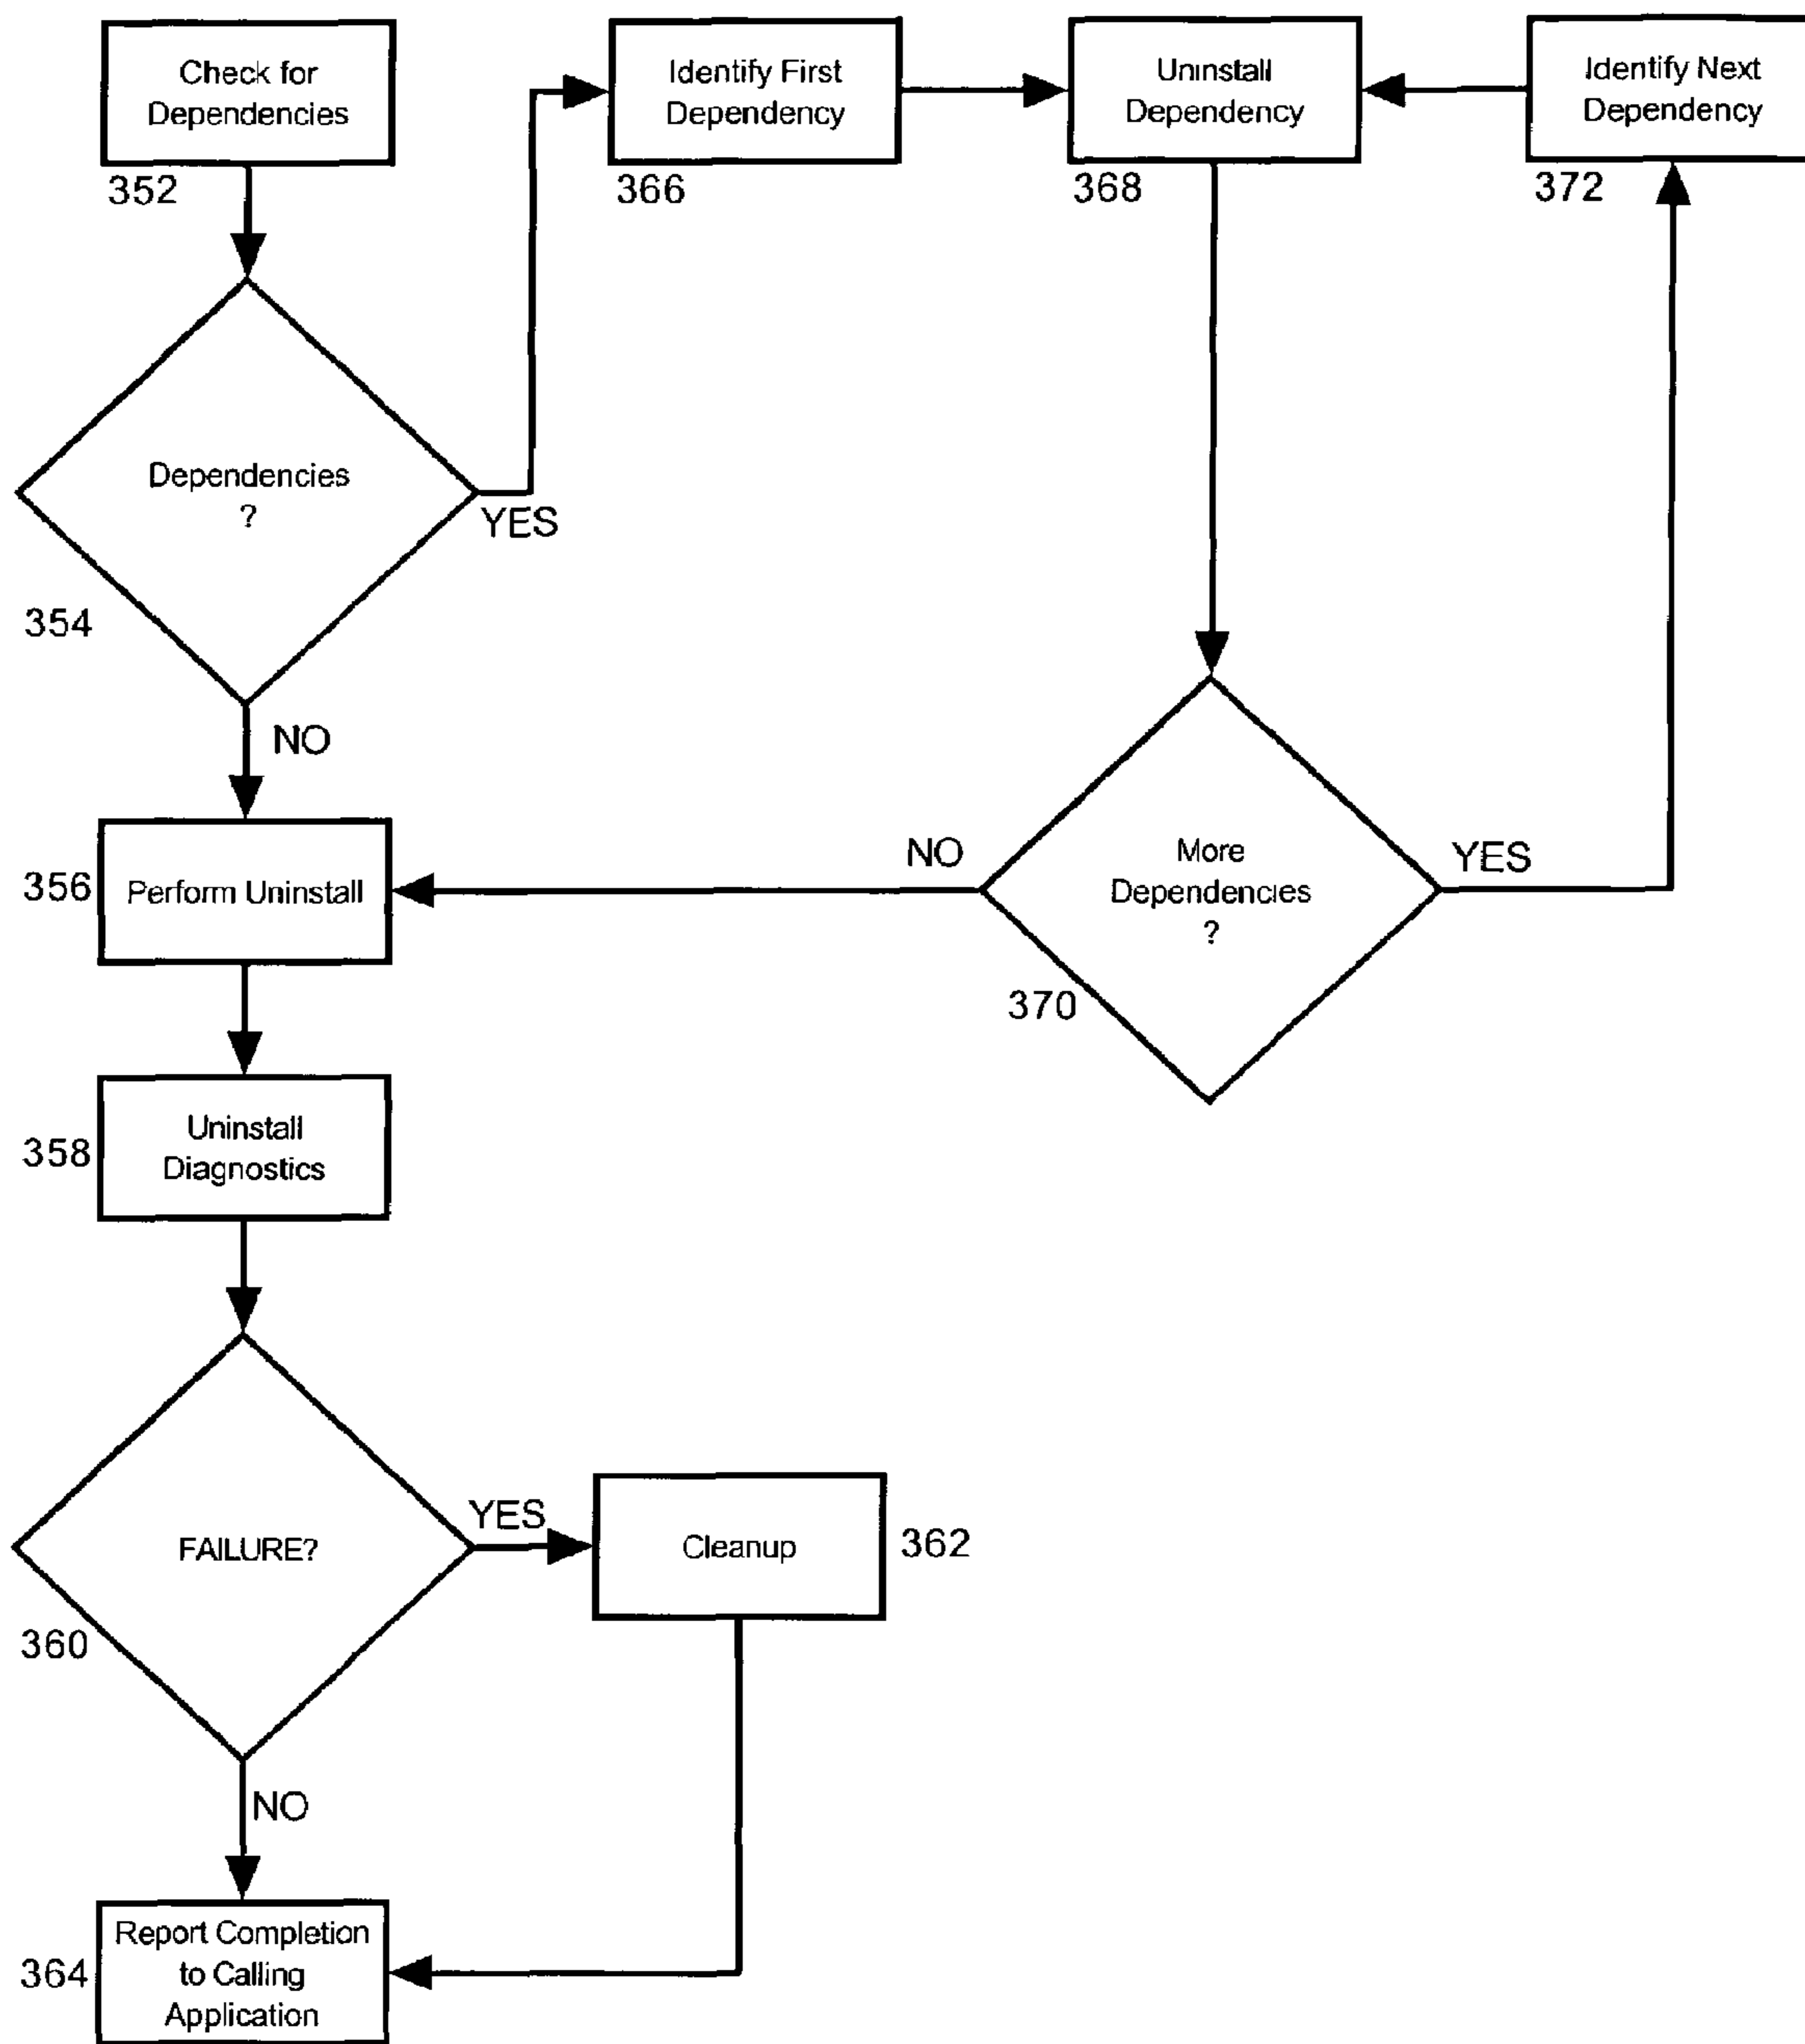 Check for
Dependencies
352
Identify First
Dependency
366
Uninstall
Dependency
368
Identify Next
Dependency
372
Dependencies
?
YES
354
NO
356
Perform Uninstall
NO
More
Dependencies
?
YES
370
358
Uninstall
Diagnostics
FAILURE?
YES
360
Cleanup
362
NO
364
Report Completion
to Calling
Application